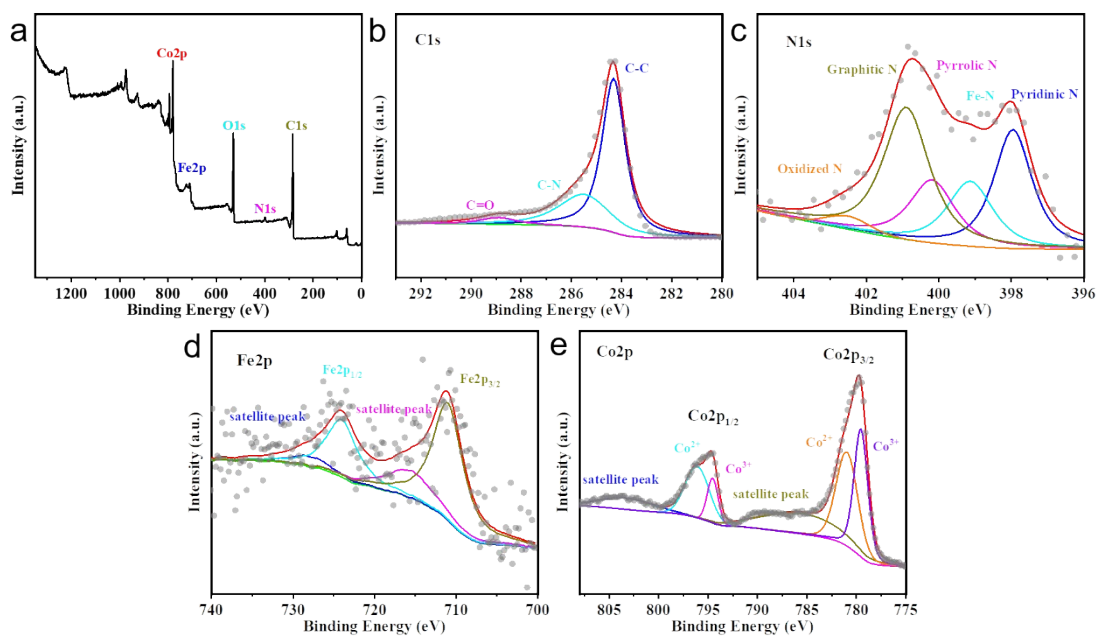 a
Co2p
O1s
C1s
Fe2p
N1s
Intensity (a.u.)
1200 1000 800 600 400 200 0
Binding Energy (eV)
b
C1s
C-C
C-N
C=O
Intensity (a.u.)
292 288 286 284 282 280
Binding Energy (eV)
c
N1s
Graphitic N
Pyrrolic N
Fe-N
Pyridinic N
Oxidized N
Intensity (a.u.)
404 402 400 398 396
Binding Energy (eV)
d
Fe2p
Fe2p1/2
Fe2p3/2
satellite peak
satellite peak
Intensity (a.u.)
740 730 720 710 700
Binding Energy (eV)
e
Co2p
Co2p3/2
Co2p1/2
Co2+
Co3+
Co2+
Co3+
satellite peak
satellite peak
Intensity (a.u.)
805 800 795 790 785 780 775
Binding Energy (eV)